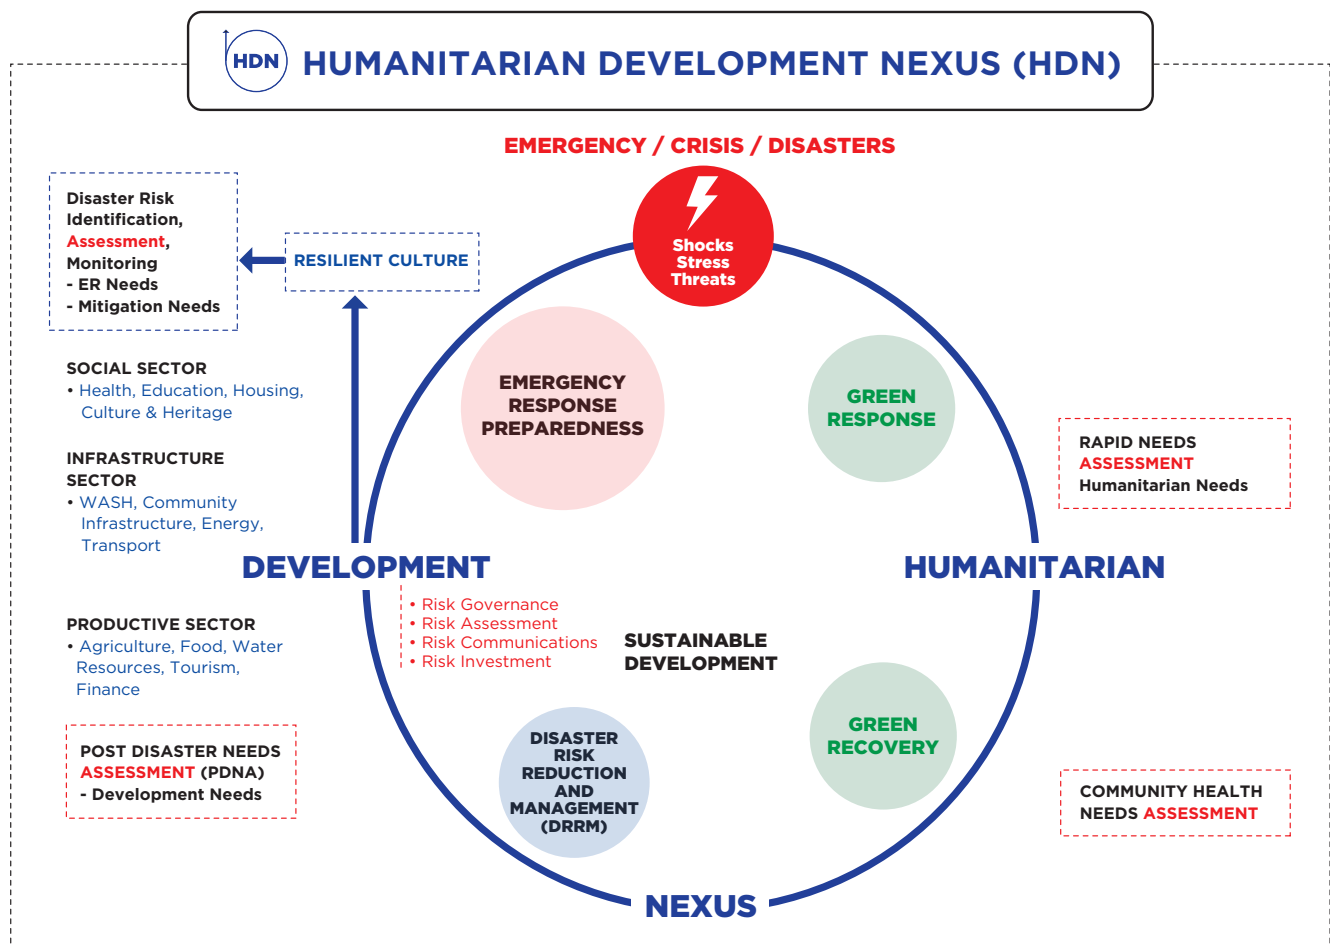 HDN
HUMANITARIAN DEVELOPMENT NEXUS (HDN)
EMERGENCY / CRISIS / DISASTERS
Shocks
Stress
Threats
Disaster Risk
Identification,
Assessment,
Monitoring
- ER Needs
- Mitigation Needs
RESILIENT CULTURE
SOCIAL SECTOR
• Health, Education, Housing,
Culture & Heritage
INFRASTRUCTURE
SECTOR
• WASH, Community
Infrastructure, Energy,
Transport
EMERGENCY
RESPONSE
PREPAREDNESS
GREEN
RESPONSE
RAPID NEEDS
ASSESSMENT
Humanitarian Needs
DEVELOPMENT
HUMANITARIAN
• Risk Governance
• Risk Assessment
• Risk Communications
• Risk Investment
SUSTAINABLE
DEVELOPMENT
PRODUCTIVE SECTOR
• Agriculture, Food, Water
Resources, Tourism,
Finance
POST DISASTER NEEDS
ASSESSMENT (PDNA)
- Development Needs
DISASTER
RISK
REDUCTION
AND
MANAGEMENT
(DRRM)
GREEN
RECOVERY
COMMUNITY HEALTH
NEEDS ASSESSMENT
NEXUS